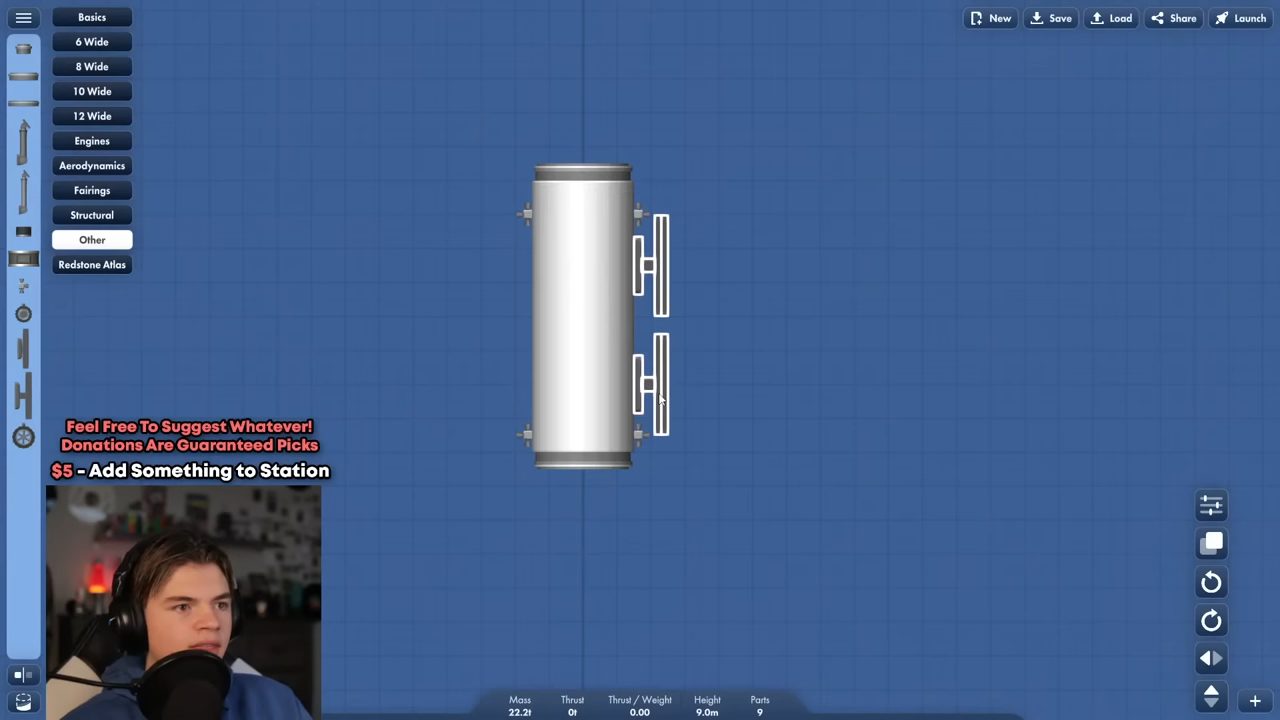 Basics
6 Wide
8 Wide
10 Wide
12 Wide
Engines
Aerodynamics
Fairings
Structural
Other
Redstone Atlas
New
Save
Load
Share
Launch
Feel Free To Suggest Whatever!
Donations Are Guaranteed Picks
$5 - Add Something to Station
Mass
22.2t
Thrust
0t
Thrust / Weight
0.00
Height
9.0m
Parts
9